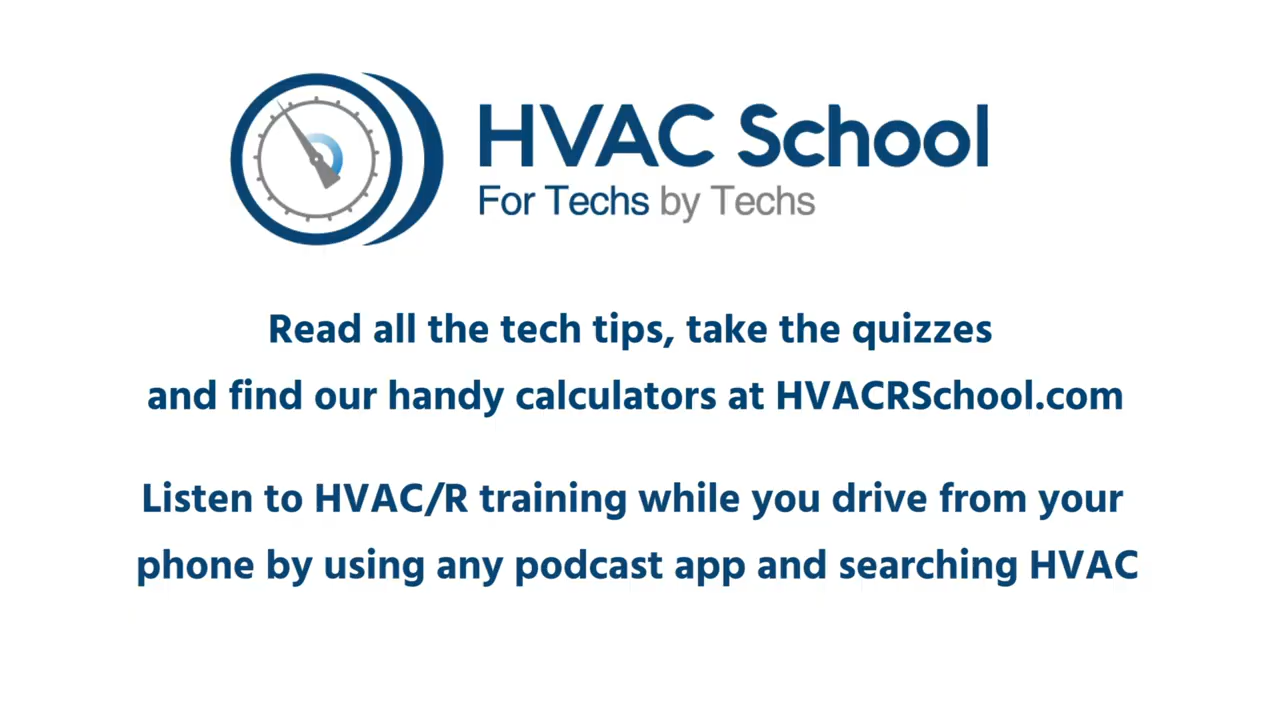 HVAC School
For Techs by Techs
Read all the tech tips, take the quizzes
and find our handy calculators at HVACRSchool.com
Listen to HVAC/R training while you drive from your
phone by using any podcast app and searching HVAC